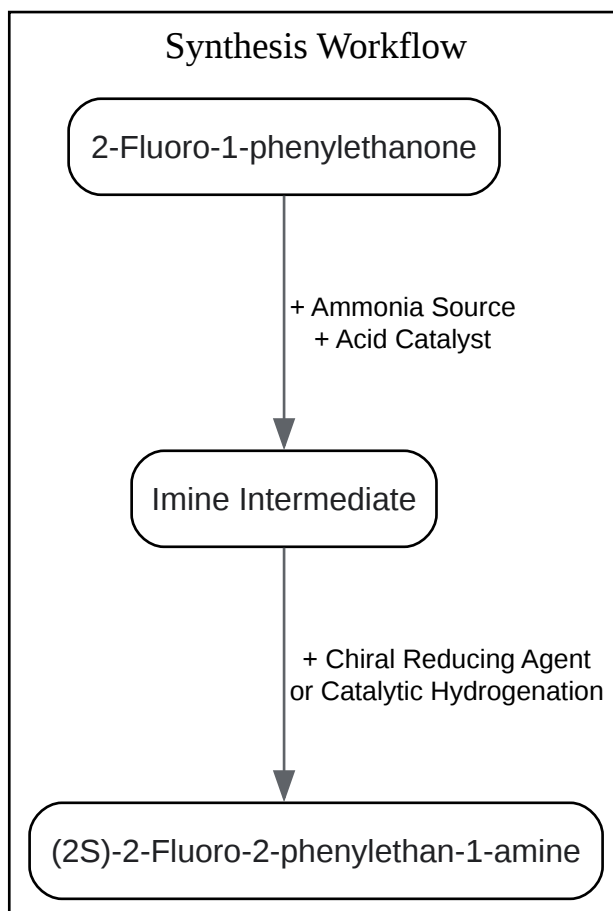 Synthesis Workflow
2-Fluoro-1-phenylethanone
+ Ammonia Source
+ Acid Catalyst
Imine Intermediate
+ Chiral Reducing Agent
or Catalytic Hydrogenation
(2S)-2-Fluoro-2-phenylethan-1-amine